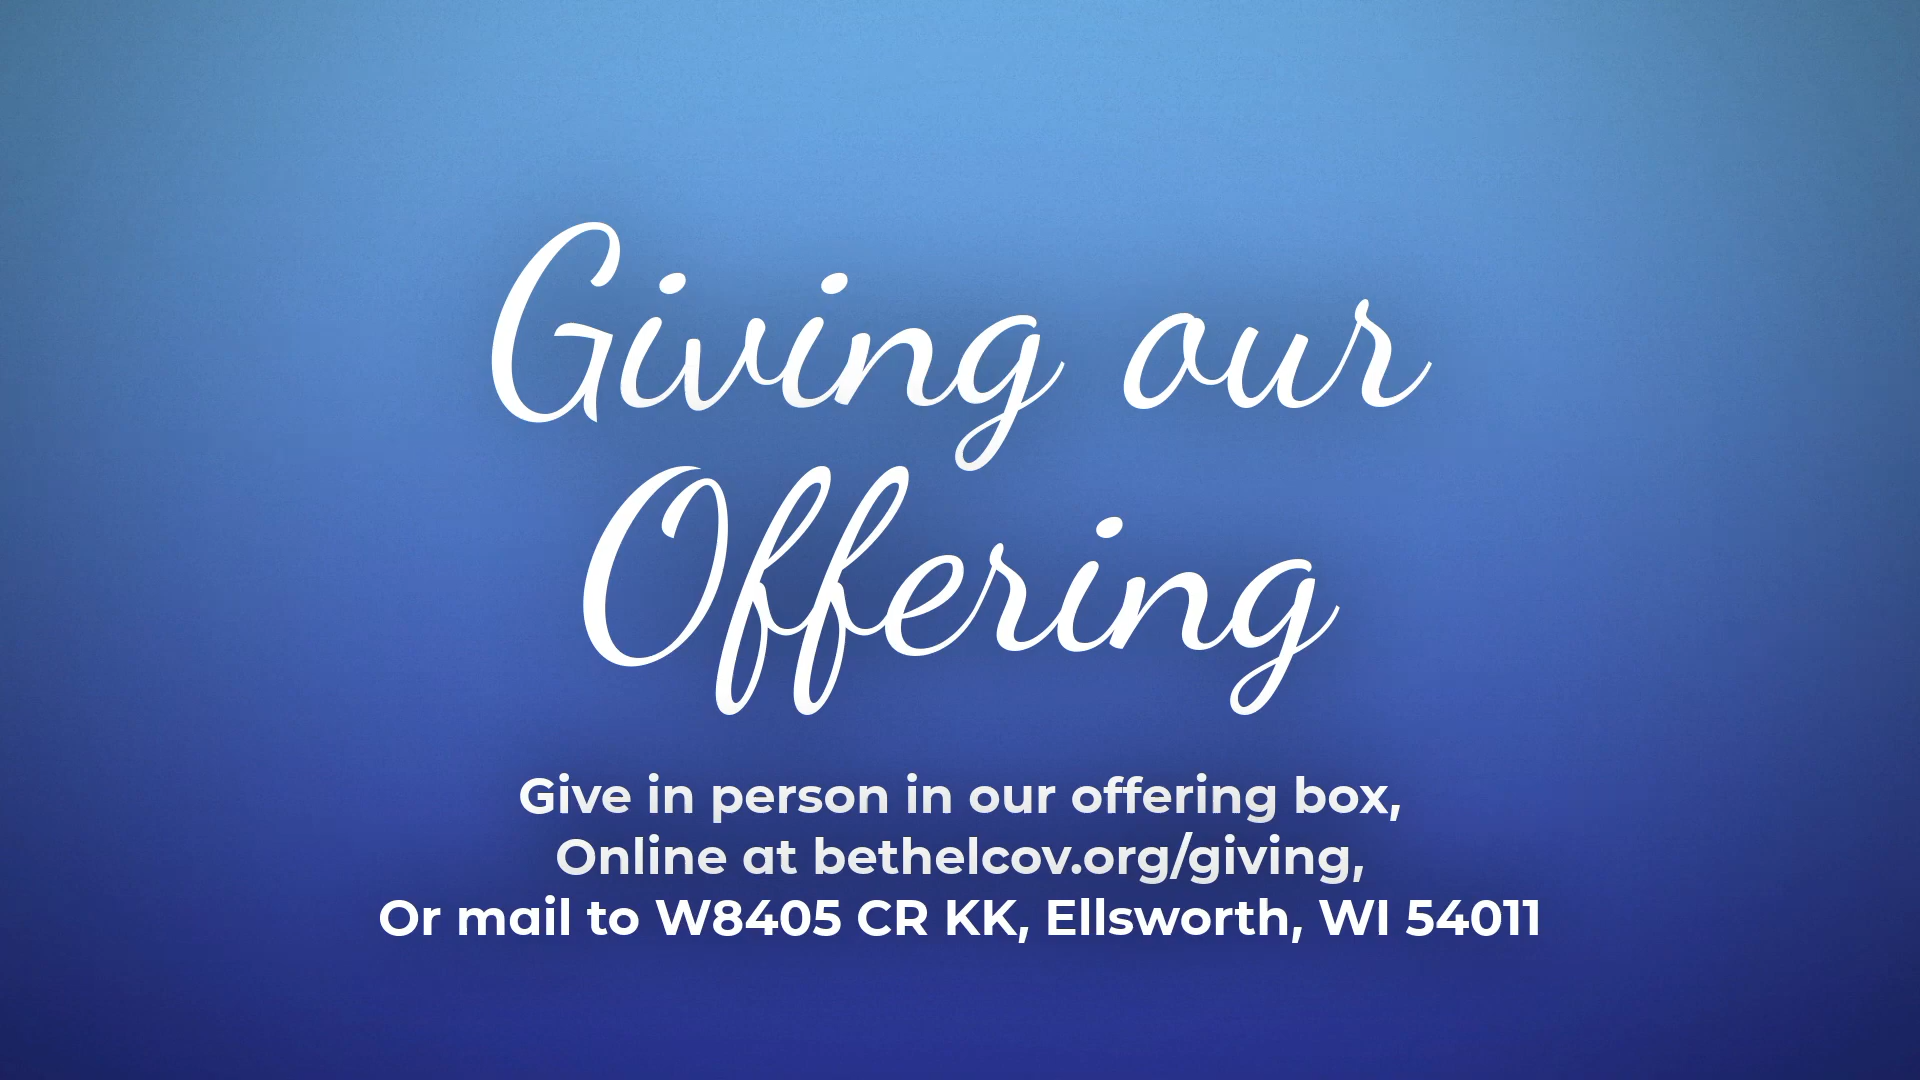 Giving our
Offering
Give in person in our offering box,
Online at bethelcov.org/giving,
Or mail to W8405 CR KK, Ellsworth, WI 54011